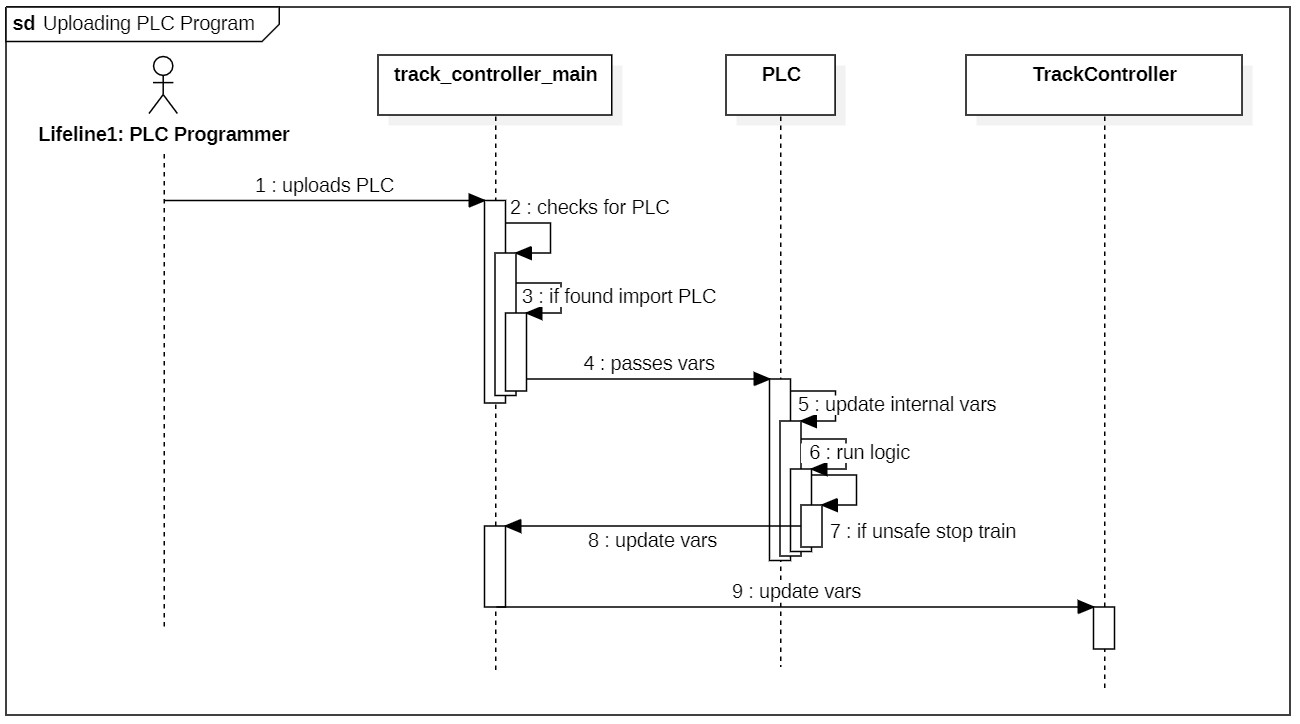 sd Uploading PLC Program
track_controller_main
PLC
TrackController
Lifeline1: PLC Programmer
1 : uploads PLC
2 : checks for PLC
3 : if found import PLC
4 : passes vars
5 : update internal vars
6 : run logic
7 : if unsafe stop train
8 : update vars
9 : update vars